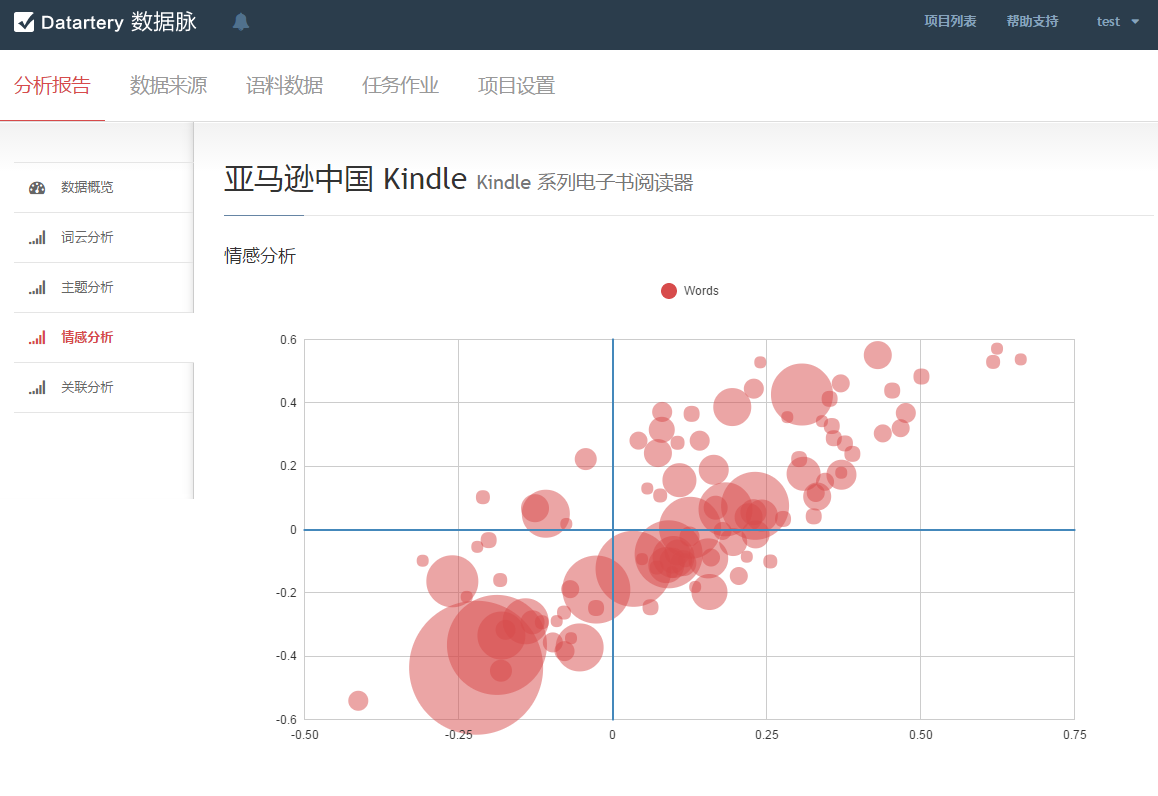 Datartery 数据脉
项目列表 帮助支持 test
分析报告 数据来源 语料数据 任务作业 项目设置
数据概览
词云分析
主题分析
情感分析
关联分析
亚马逊中国 Kindle Kindle 系列电子书阅读器
情感分析
Words
0.6
0.4
0.2
0
-0.2
-0.4
-0.6
-0.50 -0.25 0 0.25 0.50 0.75